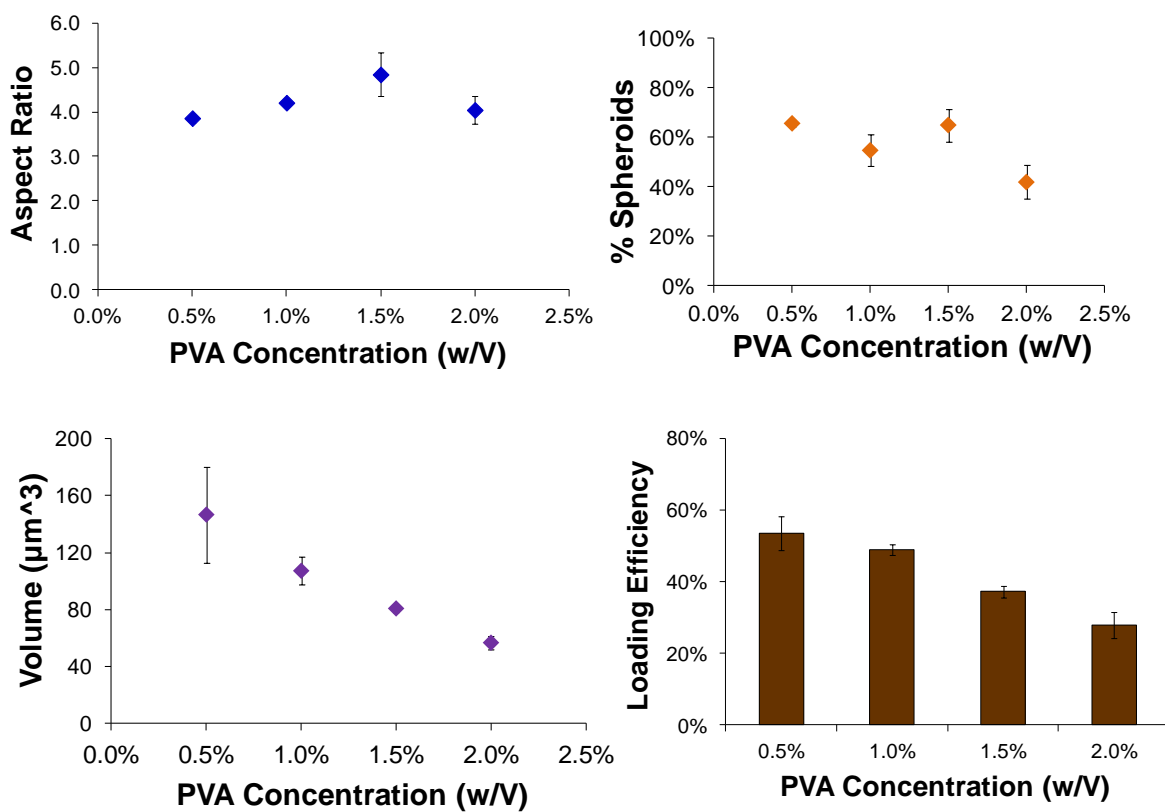 Aspect Ratio
6.0
5.0
4.0
3.0
2.0
1.0
0.0
0.0% 0.5% 1.0% 1.5% 2.0% 2.5%
PVA Concentration (w/V)
% Spheroids
100%
80%
60%
40%
20%
0%
0.0% 0.5% 1.0% 1.5% 2.0% 2.5%
PVA Concentration (w/V)
Volume (µm^3)
200
160
120
80
40
0
0.0% 0.5% 1.0% 1.5% 2.0% 2.5%
PVA Concentration (w/V)
Loading Efficiency
80%
60%
40%
20%
0%
0.5% 1.0% 1.5% 2.0%
PVA Concentration (w/V)